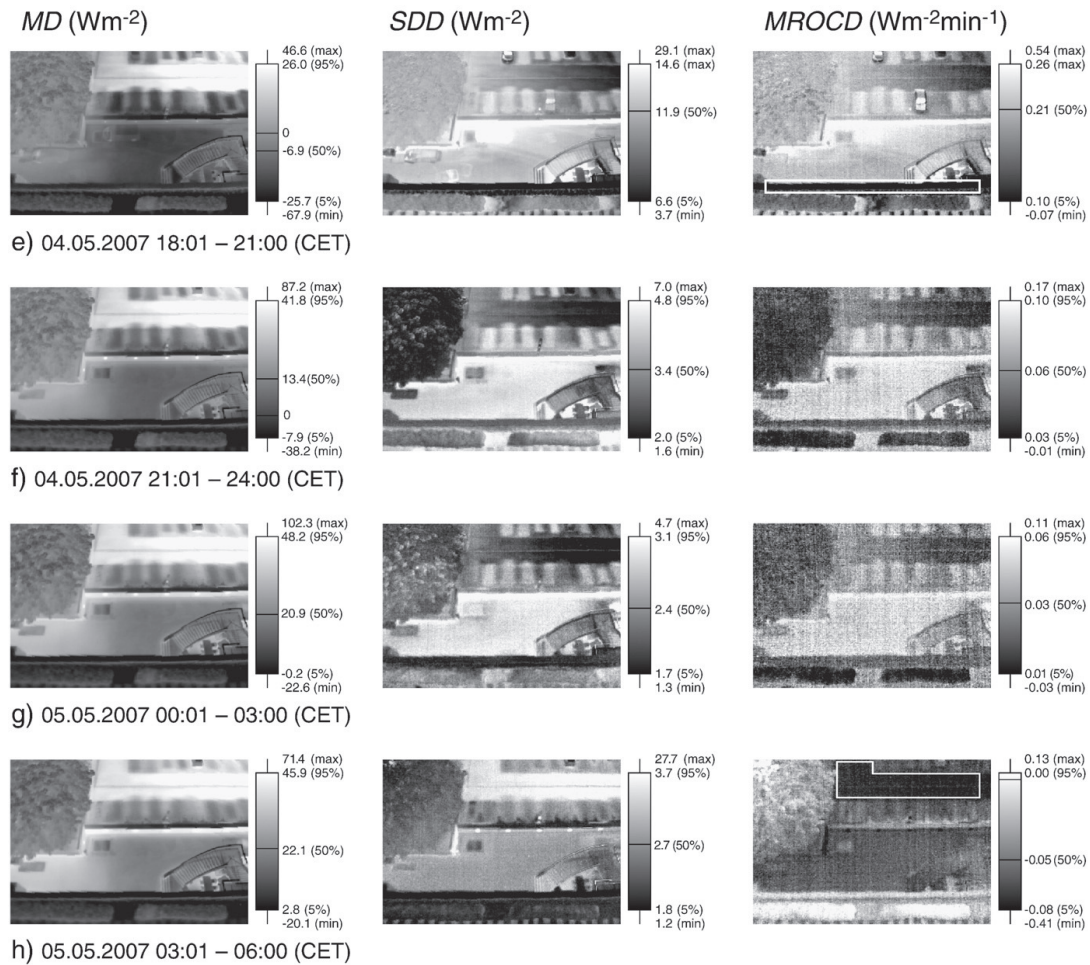 MD (Wm-2) SDD (Wm-2) MROCD (Wm-2min-1)
46.6 (max) 29.1 (max) 0.54 (max)
26.0 (95%) 14.6 (max) 0.26 (max)
11.9 (50%) 0.21 (50%)
0
-6.9 (50%)
-25.7 (5%) 6.6 (5%) 0.10 (5%)
-67.9 (min) 3.7 (min) -0.07 (min)
e) 04.05.2007 18:01 – 21:00 (CET)
87.2 (max) 7.0 (max) 0.17 (max)
41.8 (95%) 4.8 (95%) 0.10 (95%)
13.4(50%) 3.4 (50%) 0.06 (50%)
0
-7.9 (5%) 2.0 (5%) 0.03 (5%)
-38.2 (min) 1.6 (min) -0.01 (min)
f) 04.05.2007 21:01 – 24:00 (CET)
102.3 (max) 4.7 (max) 0.11 (max)
48.2 (95%) 3.1 (95%) 0.06 (95%)
20.9 (50%) 2.4 (50%) 0.03 (50%)
-0.2 (5%) 1.7 (5%) 0.01 (5%)
-22.6 (min) 1.3 (min) -0.03 (min)
g) 05.05.2007 00:01 – 03:00 (CET)
71.4 (max) 27.7 (max) 0.13 (max)
45.9 (95%) 3.7 (95%) 0.00 (95%)
22.1 (50%) 2.7 (50%) -0.05 (50%)
2.8 (5%) 1.8 (5%) -0.08 (5%)
-20.1 (min) 1.2 (min) -0.41 (min)
h) 05.05.2007 03:01 – 06:00 (CET)